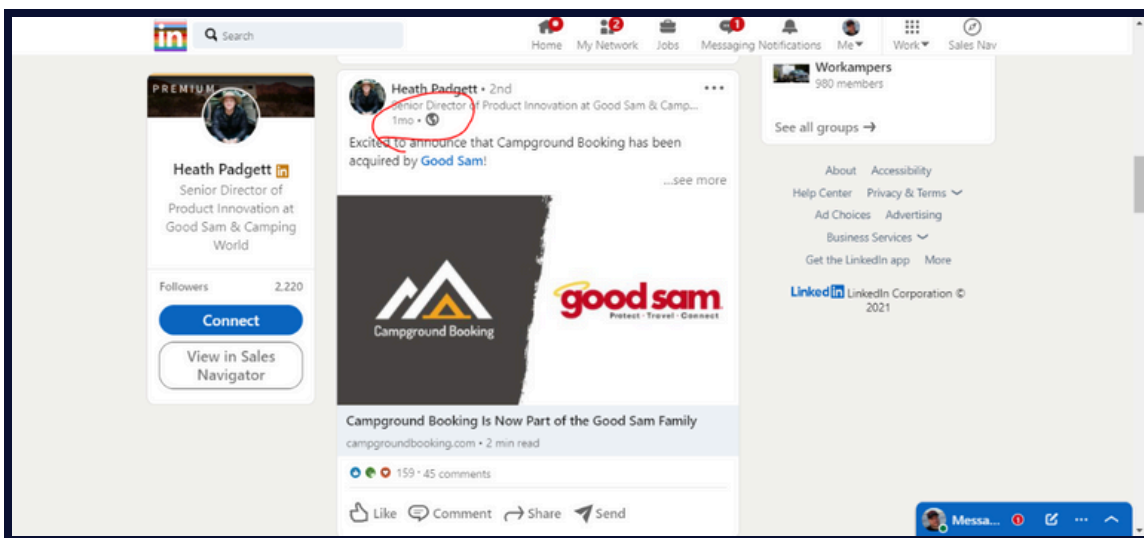 in
Search
Home
2
My Network
Jobs
1
Messaging
Notifications
Me
Work
Sales Nav
PREMIUM
Heath Padgett in
Senior Director of
Product Innovation at
Good Sam & Camping
World
Followers 2,220
Connect
View in Sales
Navigator
Heath Padgett • 2nd
Senior Director of Product Innovation at Good Sam & Camp...
1mo •
Excited to announce that Campground Booking has been
acquired by Good Sam!
...see more
Campground Booking
good sam
Protect · Travel · Connect
Campground Booking Is Now Part of the Good Sam Family
campgroundbooking.com • 2 min read
159 · 45 comments
Like Comment Share Send
Workampers
980 members
See all groups →
About Accessibility
Help Center Privacy & Terms
Ad Choices Advertising
Business Services
Get the LinkedIn app More
Linked in LinkedIn Corporation ©
2021
Messa...